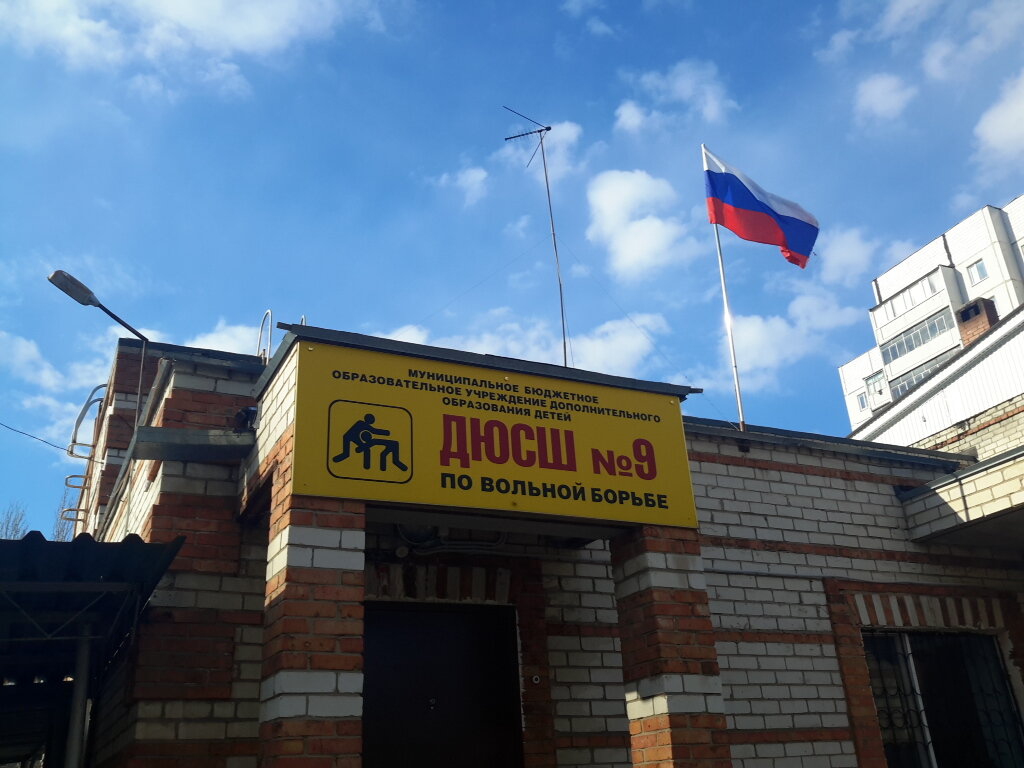 МУНИЦИПАЛЬНОЕ БЮДЖЕТНОЕ
ОБРАЗОВАТЕЛЬНОЕ УЧРЕЖДЕНИЕ ДОПОЛНИТЕЛЬНОГО
ОБРАЗОВАНИЯ ДЕТЕЙ
ДЮСШ №9
ПО ВОЛЬНОЙ БОРЬБЕ